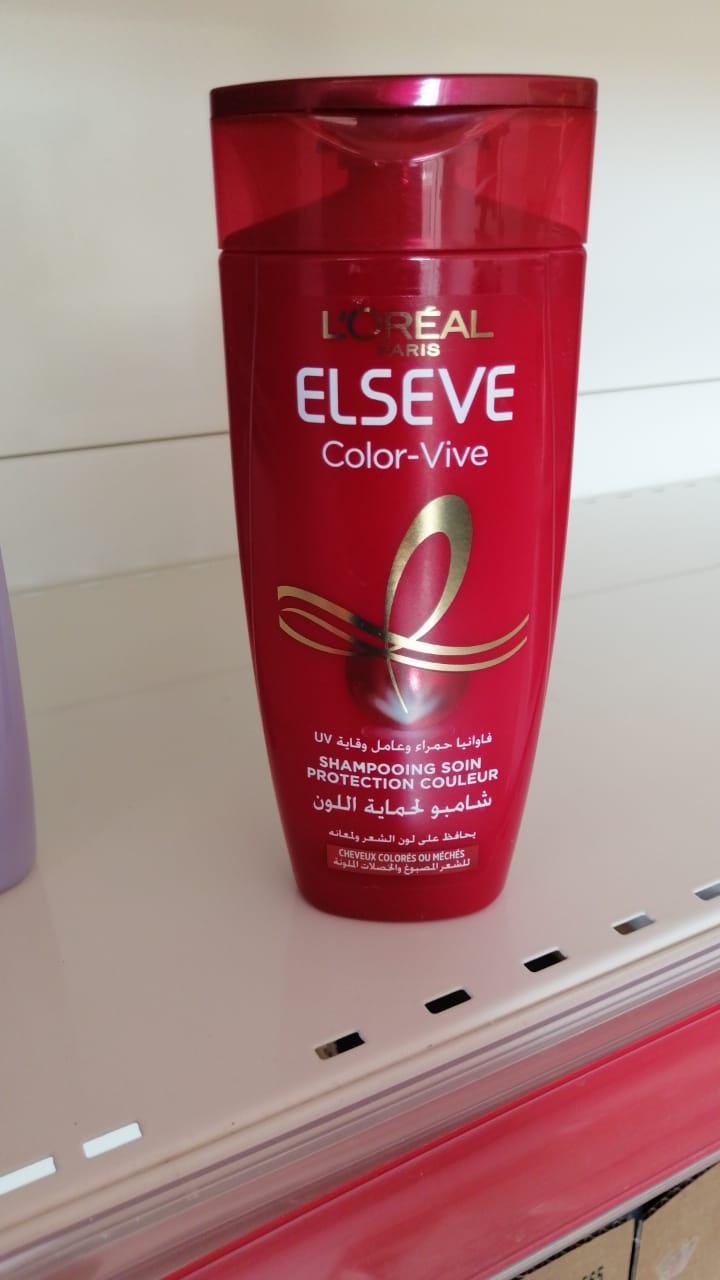 L'ORÉAL
PARIS
ELSEVE
Color-Vive
فاوانيا حمراء وعامل وقاية UV
SHAMPOOING SOIN
PROTECTION COULEUR
شامبو لحماية اللون
يحافظ على لون الشعر ولمعانه
CHEVEUX COLORÉS OU MÉCHÉS
للشعر المصبوغ والخصلات الملونة